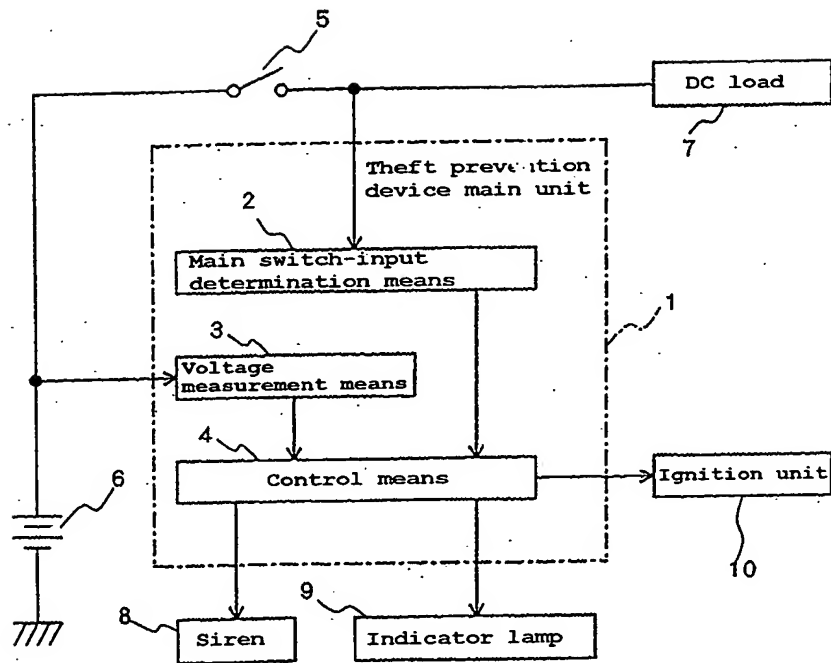 5
DC load
7
Theft prevention
device main unit
2
Main switch-input
determination means
1
3
Voltage
measurement means
4
Control means
Ignition unit
6
10
8
Siren
9
Indicator lamp